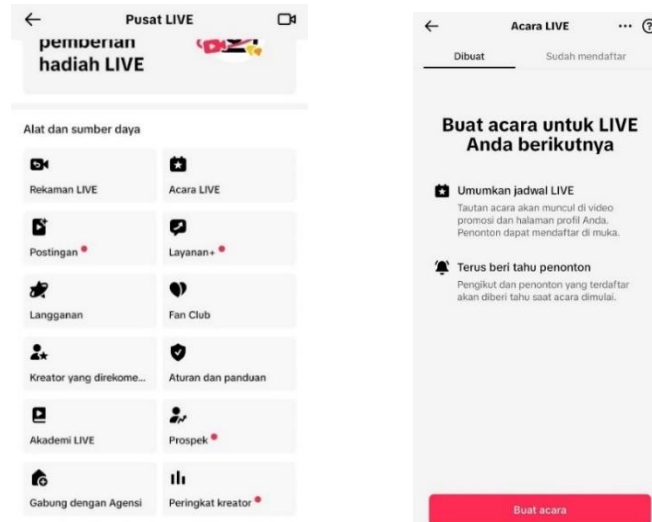 Pusat LIVE
pemberian
hadiah LIVE
Alat dan sumber daya
Rekaman LIVE
Acara LIVE
Postingan
Layanan+
Langganan
Fan Club
Kreator yang direkome...
Aturan dan panduan
Akademi LIVE
Prospek
Gabung dengan Agensi
Peringkat kreator
Acara LIVE
Dibuat
Sudah mendaftar
Buat acara untuk LIVE
Anda berikutnya
Umumkan jadwal LIVE
Tautan acara akan muncul di video
promosi dan halaman profil Anda.
Penonton dapat mendaftar di muka.
Terus beri tahu penonton
Pengikut dan penonton yang terdaftar
akan diberi tahu saat acara dimulai.
Buat acara